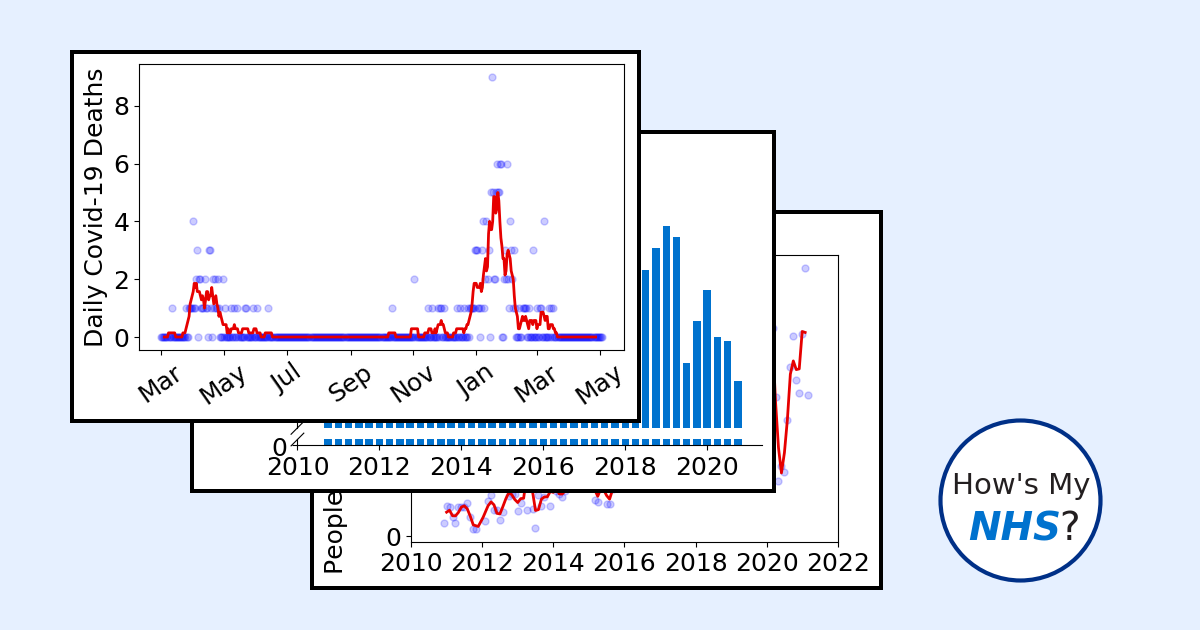 Daily Covid-19 Deaths
8
6
4
2
0
Mar May Jul Sep Nov Jan Mar May
0
2010 2012 2014 2016 2018 2020
People
0
2010 2012 2014 2016 2018 2020 2022
How's My
NHS?